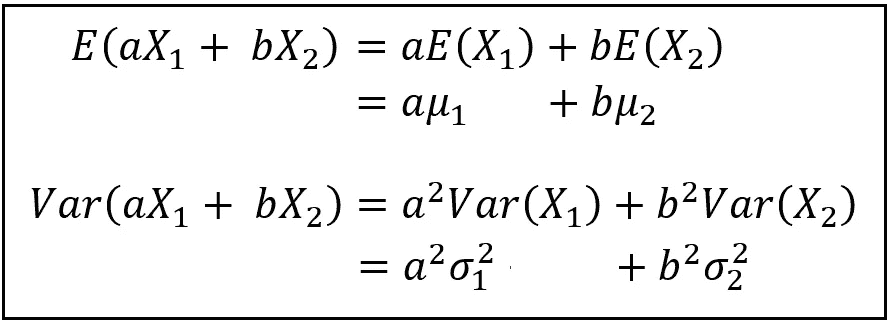 E(aX₁ + bX₂) = aE(X₁) + bE(X₂)
= aμ₁ + bμ₂
Var(aX₁ + bX₂) = a²Var(X₁) + b²Var(X₂)
= a²σ₁² + b²σ₂²